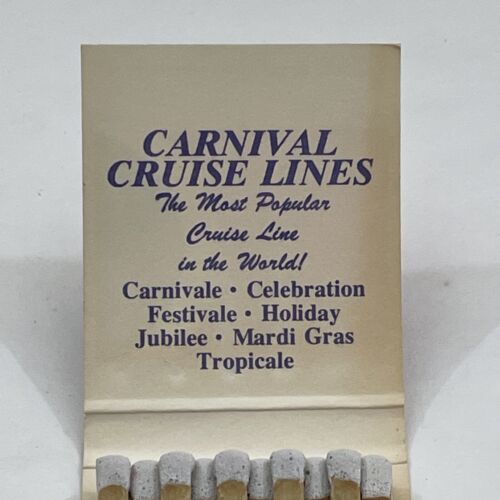 CARNIVAL
CRUISE LINES
The Most Popular
Cruise Line
in the World!
Carnivale • Celebration
Festivale • Holiday
Jubilee • Mardi Gras
Tropicale